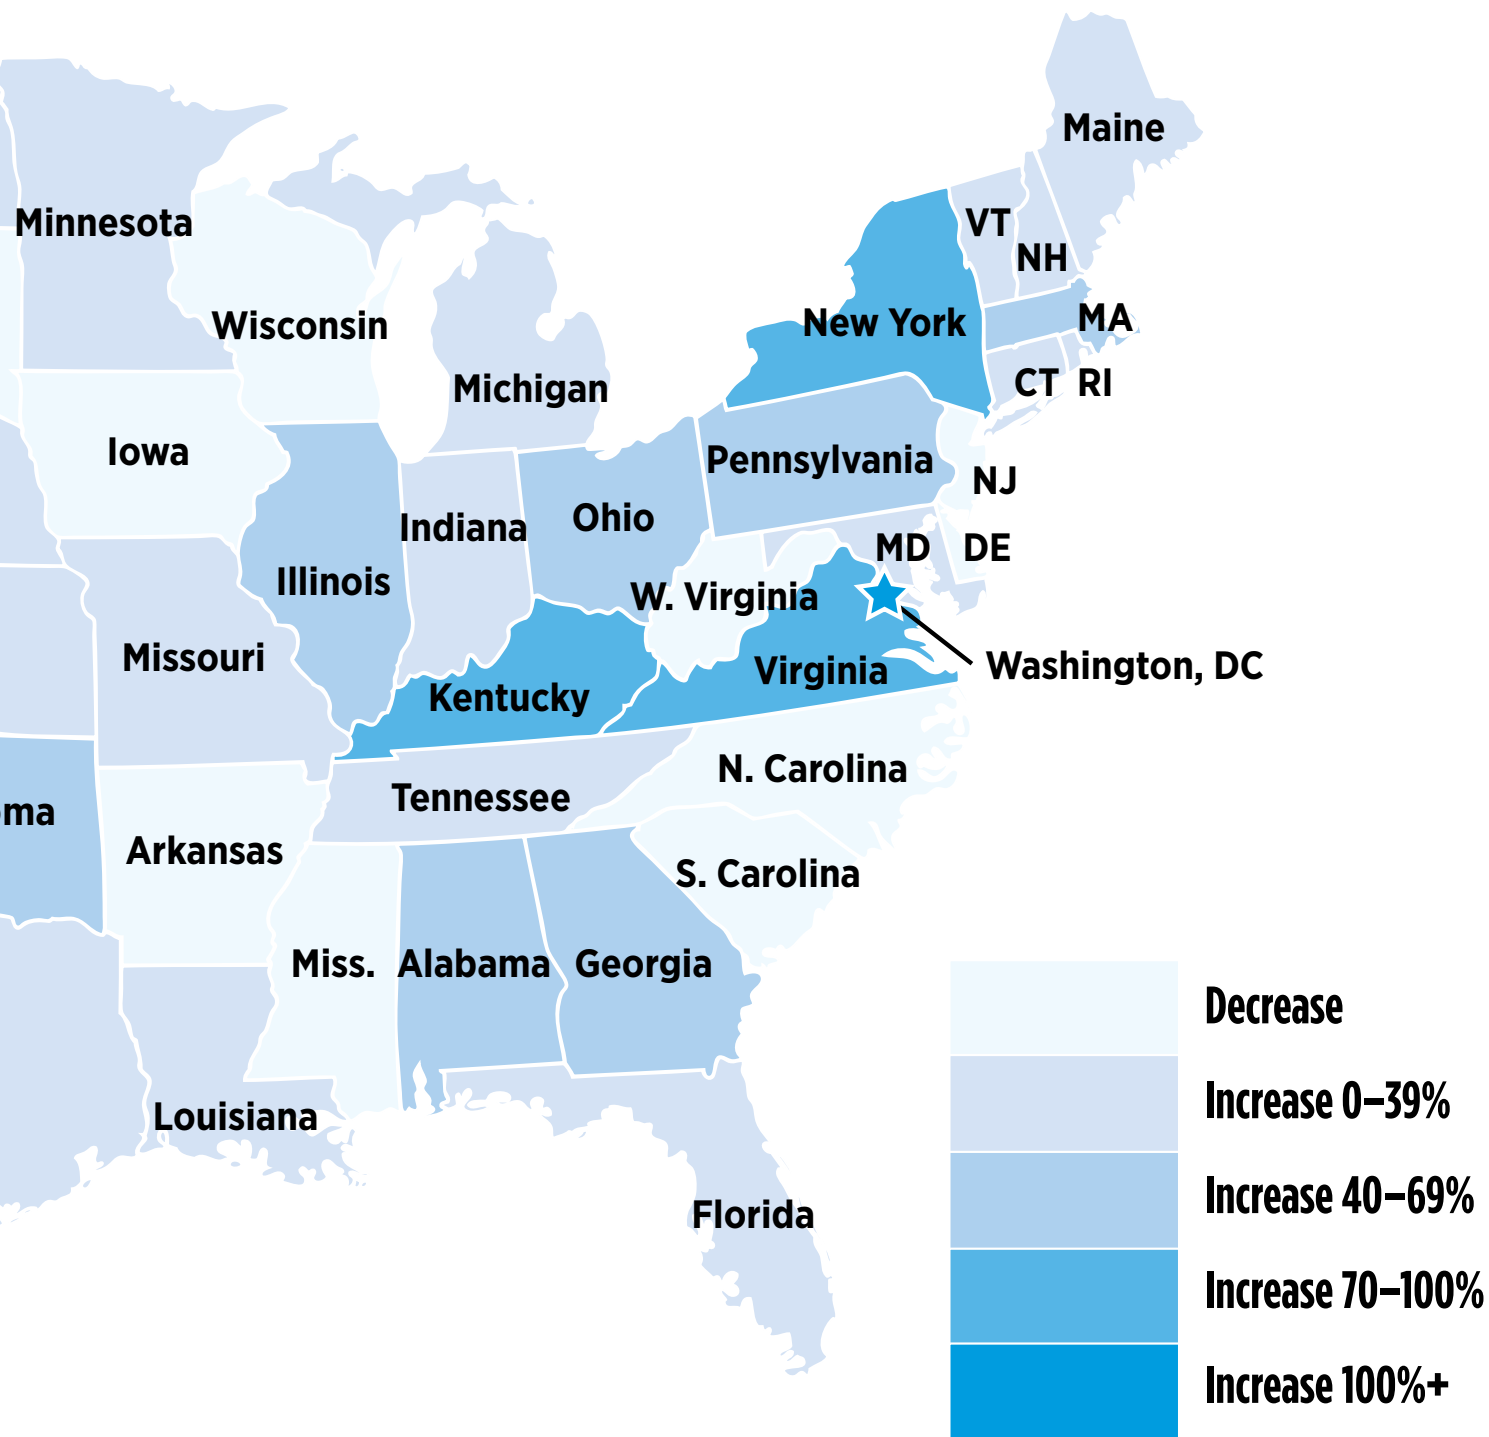 Maine
Minnesota
VT
NH
Wisconsin
New York
MA
Michigan
CT RI
Iowa
Pennsylvania
NJ
Indiana
Ohio
MD
DE
Illinois
W. Virginia
Missouri
Virginia
Washington, DC
Kentucky
N. Carolina
Tennessee
oma
Arkansas
S. Carolina
Miss.
Alabama
Georgia
Louisiana
Florida
Decrease
Increase 0–39%
Increase 40–69%
Increase 70–100%
Increase 100%+